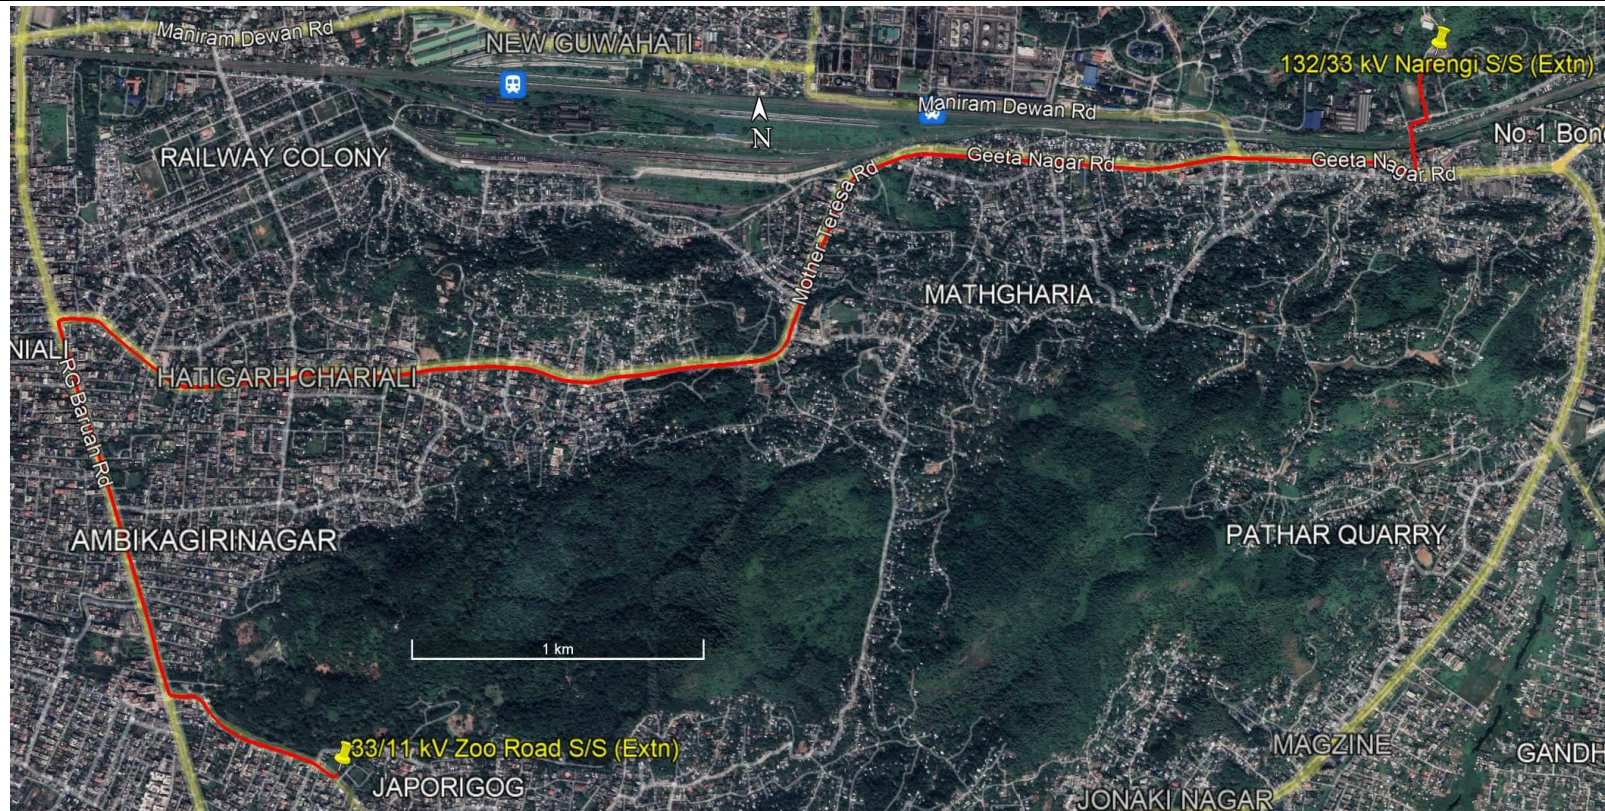 Maniram Dewan Rd
NEW GUWAHATI
132/33 kV Narengi S/S (Extn)
Maniram Dewan Rd
N
No.1 Bon
RAILWAY COLONY
Geeta Nagar Rd
Geeta Nagar Rd
Mother Teresa Rd
MATHGHARIA
NIALI
HATIGARH CHARIALI
RG Baruah Rd
AMBIKAGIRINAGAR
PATHAR QUARRY
1 km
33/11 kV Zoo Road S/S (Extn)
MAGZINE
GANDH
JAPORIGOG
JONAKI NAGAR